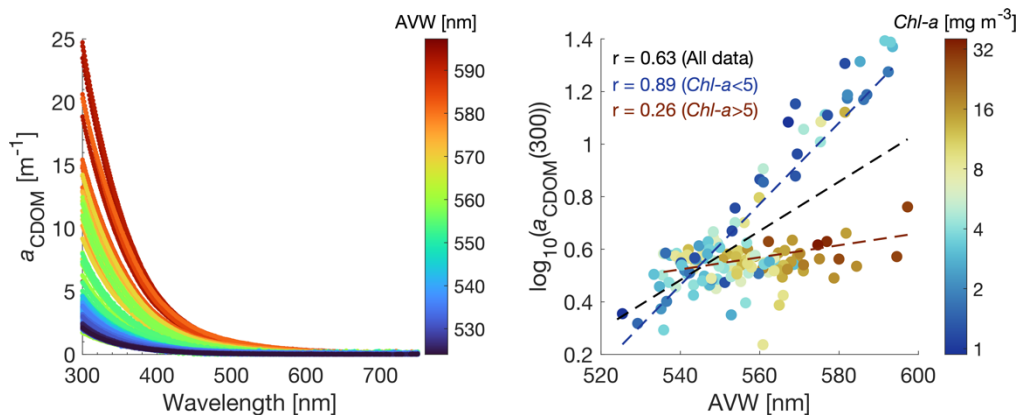 AVW [nm]
25
20
15
10
5
0
a_CDOM [m⁻¹]
300 400 500 600 700
Wavelength [nm]
590
580
570
560
550
540
530
Chl-a [mg m⁻³]
r = 0.63 (All data)
r = 0.89 (Chl-a<5)
r = 0.26 (Chl-a>5)
1.4
1.2
1.0
0.8
0.6
0.4
0.2
log₁₀(a_CDOM(300))
520 540 560 580 600
AVW [nm]
32
16
8
4
2
1